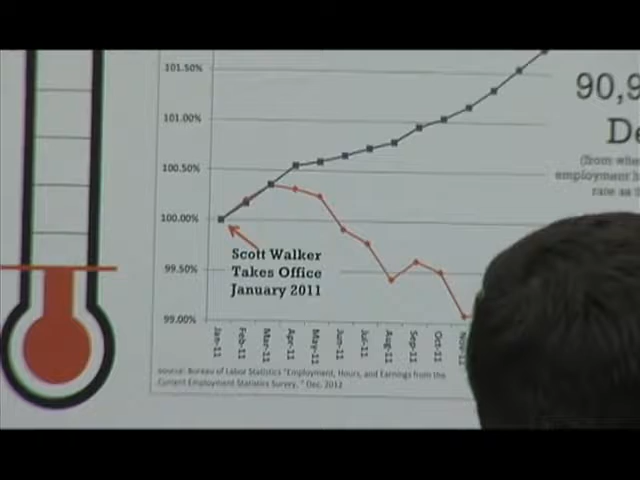 101.50%
101.00%
100.50%
100.00%
99.50%
99.00%
90,9
De
(from whe
employment h
rate as t
Scott Walker
Takes Office
January 2011
Jan-11
Feb-11
Mar-11
Apr-11
May-11
Jun-11
Jul-11
Aug-11
Sep-11
Oct-11
Nov-11
source: Bureau of Labor Statistics "Employment, Hours, and Earnings from the
Current Employment Statistics Survey, " Dec, 2012